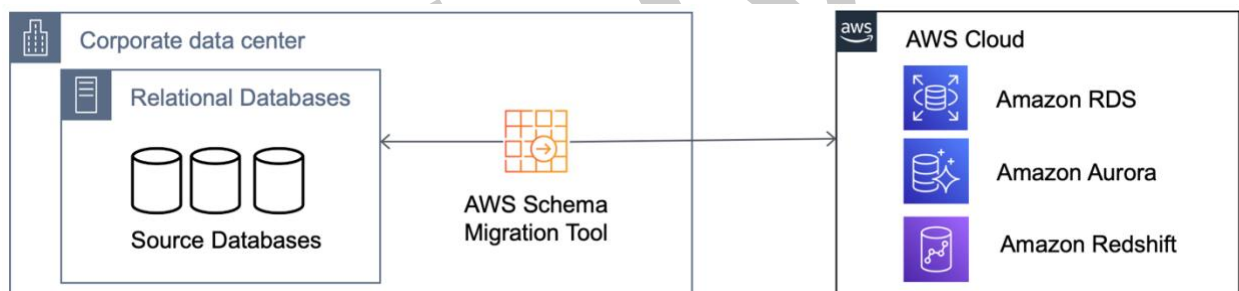 Corporate data center
Relational Databases
Source Databases
AWS Schema
Migration Tool
aws
AWS Cloud
Amazon RDS
Amazon Aurora
Amazon Redshift